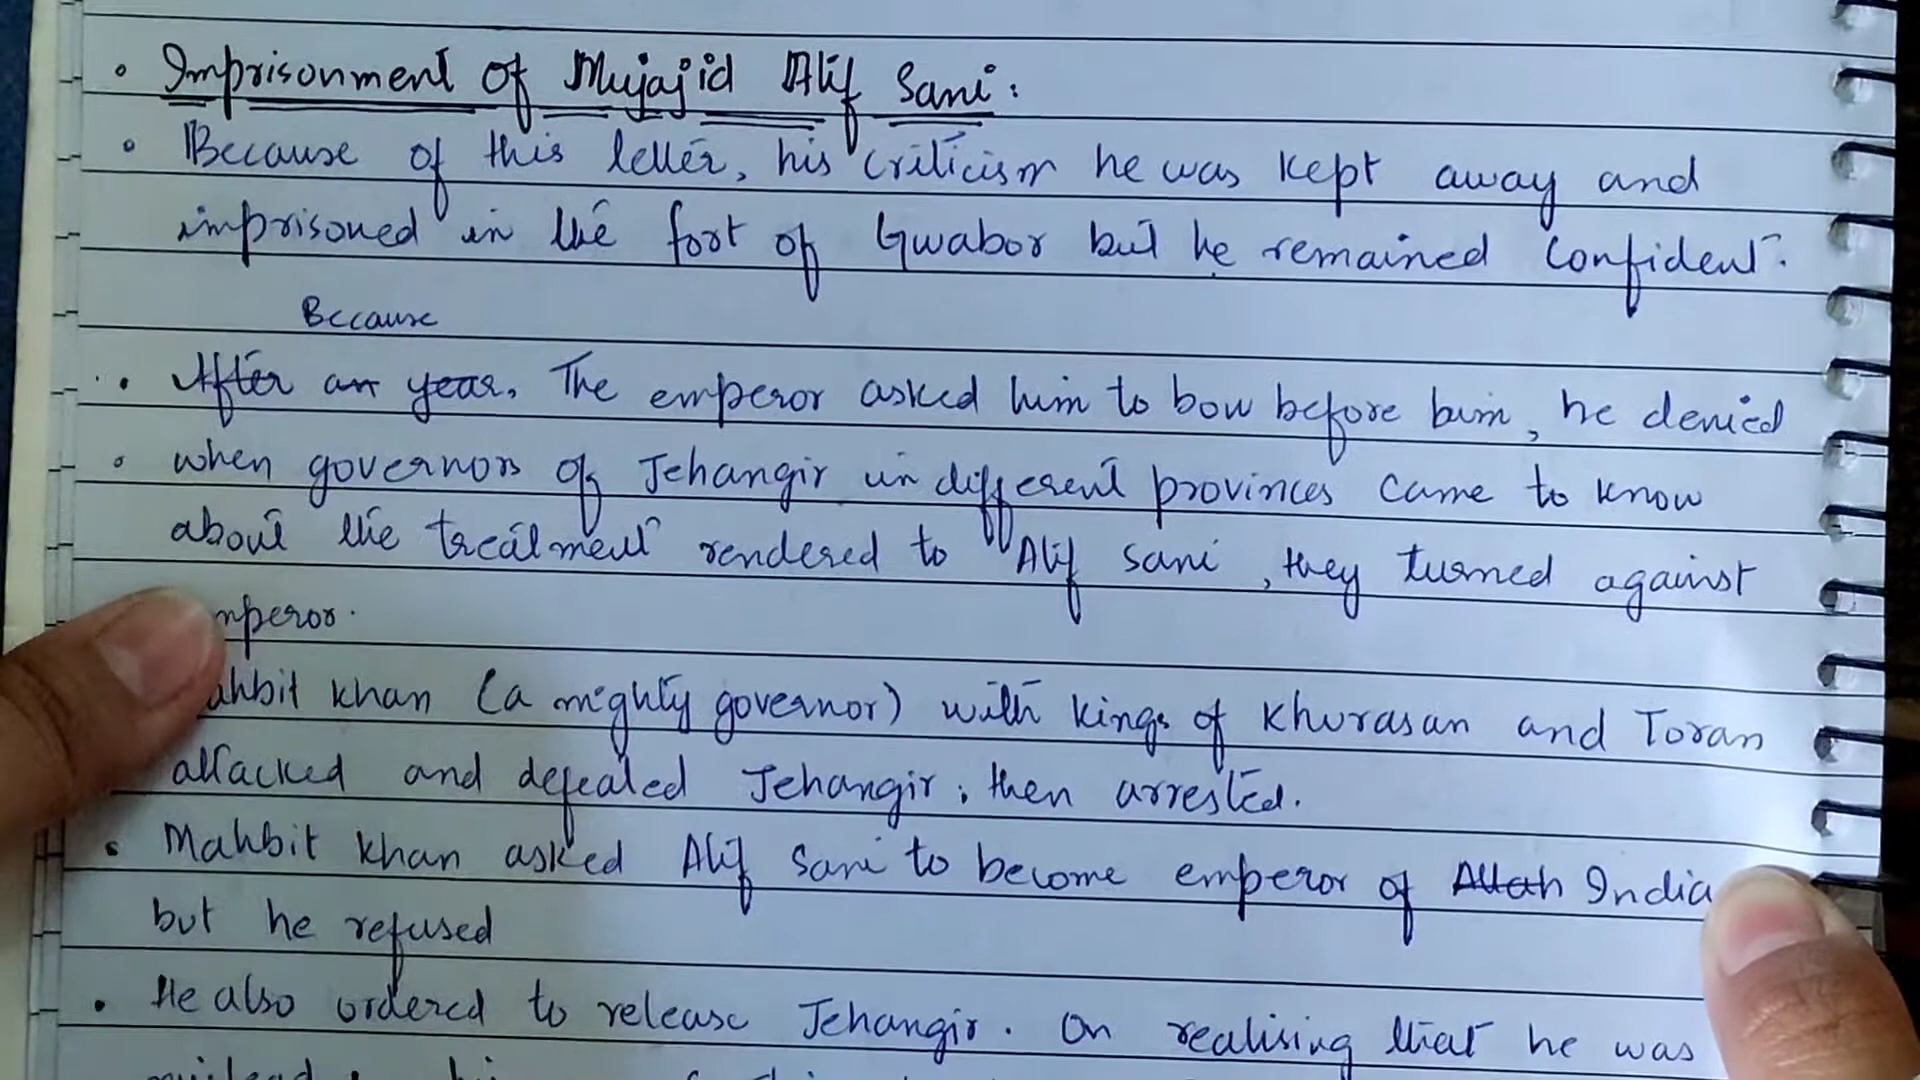 Imprisonment of Mujajid Alif Sani:
Because of this letter, his criticism he was kept away and
imprisoned in the fort of Gwabor but he remained confident.
Because
After an year. The emperor asked him to bow before him, he denied
when governors of Jehangir in different provinces came to know
about the treatment rendered to Alif sani, they turned against
mperor.
ahbit khan (a mighty governor) with kings of khurasan and Toran
attacked and defealed Jehangir; then arrested.
Mahbit khan asked Alif Sani to become emperor of Allah India
but he refused
He also ordered to release Jehangir. On realising that he was